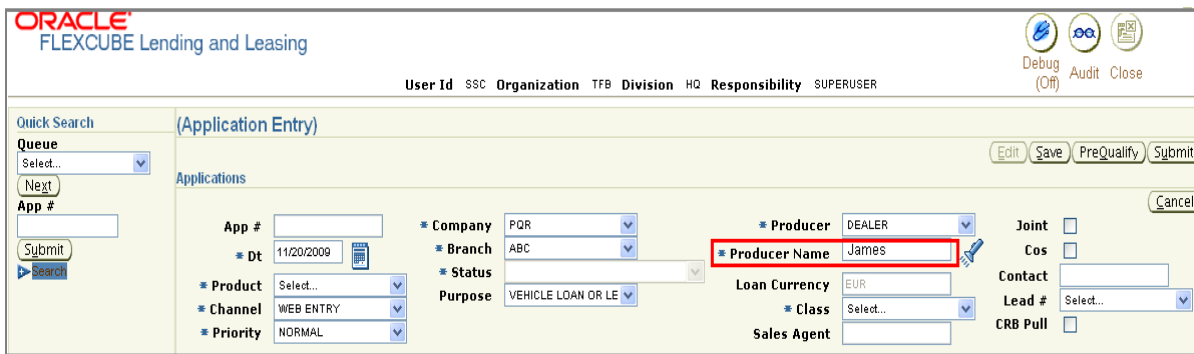 ORACLE
FLEXCUBE Lending and Leasing
Debug (Off)
Audit
Close
User Id SSC Organization TFB Division HQ Responsibility SUPERUSER
Quick Search
Queue
Select...
Next
App #
Submit
Search
(Application Entry)
Edit Save PreQualify Submit
Applications
Cancel
App #
* Dt 11/20/2009
* Product Select...
* Channel WEB ENTRY
* Priority NORMAL
* Company PQR
* Branch ABC
* Status
Purpose VEHICLE LOAN OR LE
* Producer DEALER
* Producer Name James
Loan Currency EUR
* Class Select...
Sales Agent
Joint
Cos
Contact
Lead # Select...
CRB Pull